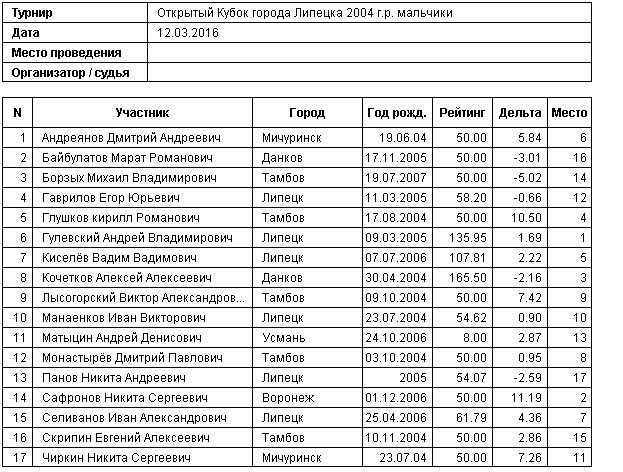 Турнир Открытый Кубок города Липецка 2004 г.р. мальчики
Дата 12.03.2016
Место проведения
Организатор / судья
N Участник Город Год рожд. Рейтинг Дельта Место
1 Андреянов Дмитрий Андреевич Мичуринск 19.06.04 50.00 5.84 6
2 Байбулатов Марат Романович Данков 17.11.2005 50.00 -3.01 16
3 Борзых Михаил Владимирович Тамбов 19.07.2007 50.00 -5.02 14
4 Гаврилов Егор Юрьевич Липецк 11.03.2005 58.20 -0.66 12
5 Глушков кирилл Романович Тамбов 17.08.2004 50.00 10.50 4
6 Гулевский Андрей Владимирович Липецк 09.03.2005 135.95 1.69 1
7 Киселёв Вадим Вадимович Липецк 07.07.2006 107.81 2.22 5
8 Кочетков Алексей Алексеевич Данков 30.04.2004 165.50 -2.16 3
9 Лысогорский Виктор Александров... Тамбов 09.10.2004 50.00 7.42 9
10 Манаенков Иван Викторович Липецк 23.07.2004 54.62 0.90 10
11 Матыцин Андрей Денисович Усмань 24.10.2006 8.00 2.87 13
12 Монастырёв Дмитрий Павлович Тамбов 03.10.2004 50.00 0.95 8
13 Панов Никита Андреевич Липецк 2005 54.07 -2.59 17
14 Сафронов Никита Сергеевич Воронеж 01.12.2006 50.00 11.19 2
15 Селиванов Иван Александрович Липецк 25.04.2006 61.79 4.36 7
16 Скрипин Евгений Алексеевич Тамбов 10.11.2004 50.00 2.86 15
17 Чиркин Никита Сергеевич Мичуринск 23.07.04 50.00 7.26 11